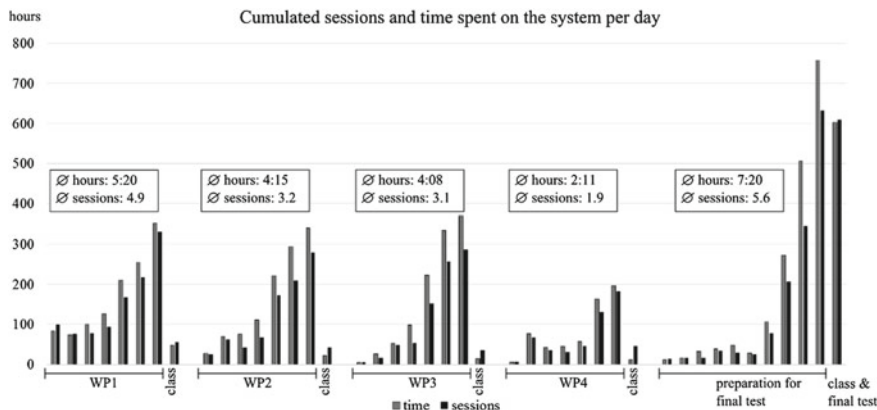 Cumulated sessions and time spent on the system per day
hours
800
700
600
500
400
300
200
100
0
∅ hours: 5:20
∅ sessions: 4.9
∅ hours: 4:15
∅ sessions: 3.2
∅ hours: 4:08
∅ sessions: 3.1
∅ hours: 2:11
∅ sessions: 1.9
∅ hours: 7:20
∅ sessions: 5.6
WP1
class
WP2
class
WP3
class
WP4
class
preparation for
final test
class &
final test
time
sessions